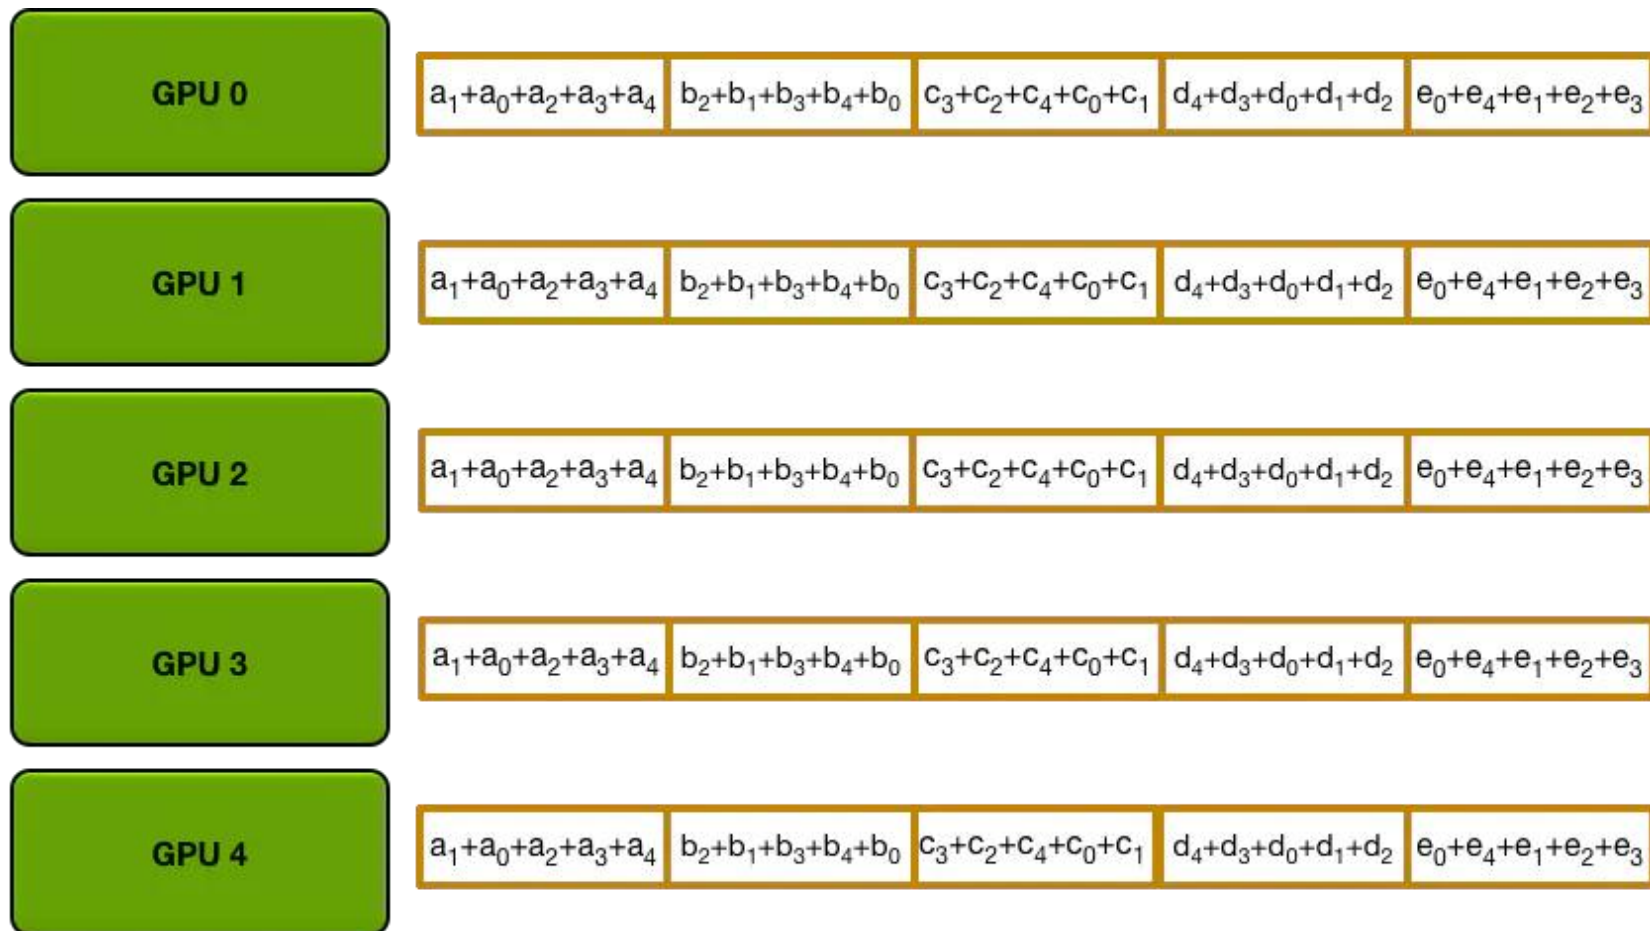 GPU 0 a₁+a₀+a₂+a₃+a₄ b₂+b₁+b₃+b₄+b₀ c₃+c₂+c₄+c₀+c₁ d₄+d₃+d₀+d₁+d₂ e₀+e₄+e₁+e₂+e₃
GPU 1 a₁+a₀+a₂+a₃+a₄ b₂+b₁+b₃+b₄+b₀ c₃+c₂+c₄+c₀+c₁ d₄+d₃+d₀+d₁+d₂ e₀+e₄+e₁+e₂+e₃
GPU 2 a₁+a₀+a₂+a₃+a₄ b₂+b₁+b₃+b₄+b₀ c₃+c₂+c₄+c₀+c₁ d₄+d₃+d₀+d₁+d₂ e₀+e₄+e₁+e₂+e₃
GPU 3 a₁+a₀+a₂+a₃+a₄ b₂+b₁+b₃+b₄+b₀ c₃+c₂+c₄+c₀+c₁ d₄+d₃+d₀+d₁+d₂ e₀+e₄+e₁+e₂+e₃
GPU 4 a₁+a₀+a₂+a₃+a₄ b₂+b₁+b₃+b₄+b₀ c₃+c₂+c₄+c₀+c₁ d₄+d₃+d₀+d₁+d₂ e₀+e₄+e₁+e₂+e₃